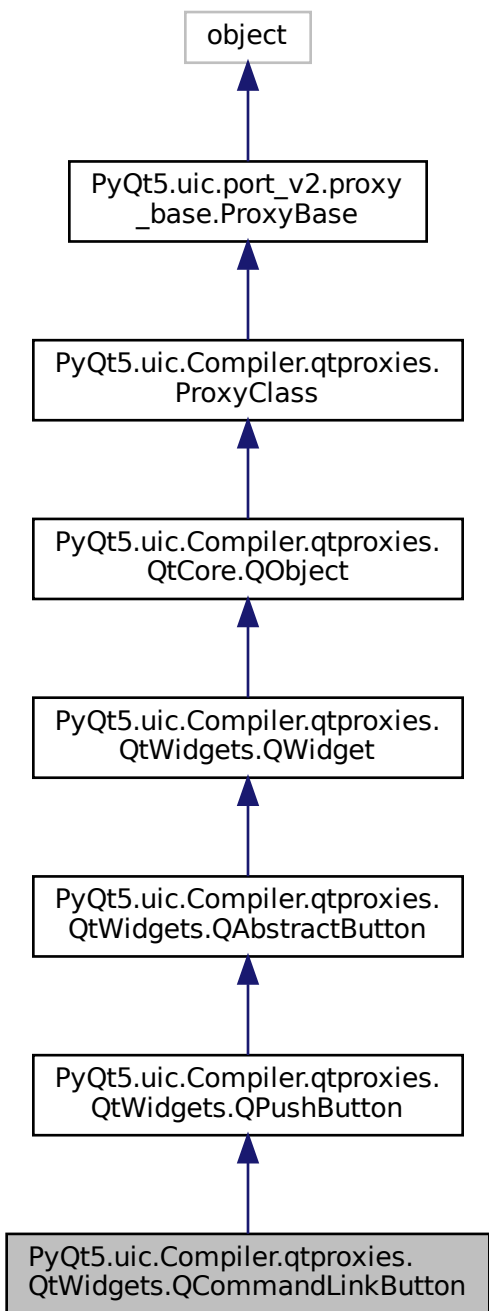 object
PyQt5.uic.port_v2.proxy
_base.ProxyBase
PyQt5.uic.Compiler.qtproxies.
ProxyClass
PyQt5.uic.Compiler.qtproxies.
QtCore.QObject
PyQt5.uic.Compiler.qtproxies.
QtWidgets.QWidget
PyQt5.uic.Compiler.qtproxies.
QtWidgets.QAbstractButton
PyQt5.uic.Compiler.qtproxies.
QtWidgets.QPushButton
PyQt5.uic.Compiler.qtproxies.
QtWidgets.QCommandLinkButton